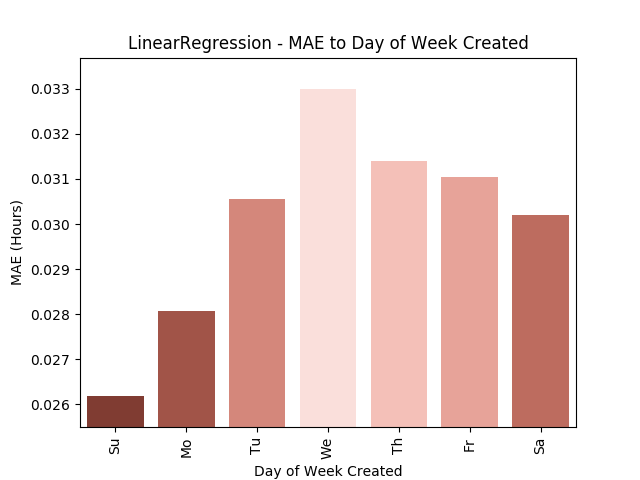 LinearRegression - MAE to Day of Week Created
MAE (Hours)
0.033
0.032
0.031
0.030
0.029
0.028
0.027
0.026
Su Mo Tu We Th Fr Sa
Day of Week Created